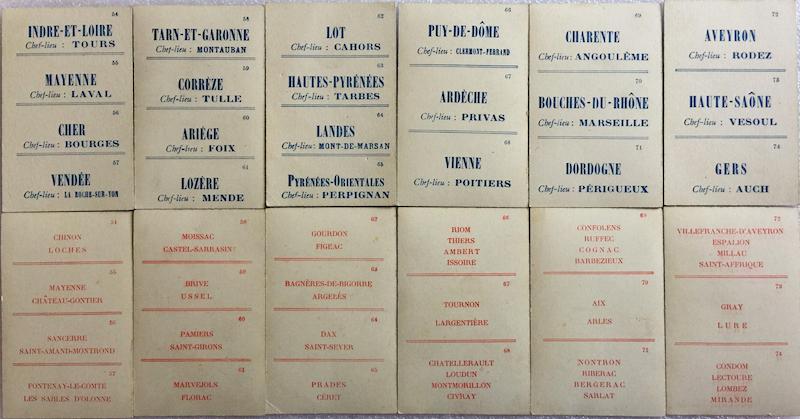 54
INDRE-ET-LOIRE
Chef-lieu : TOURS
55
MAYENNE
Chef-lieu : LAVAL
56
CHER
Chef-lieu : BOURGES
57
VENDÉE
Chef-lieu : LA ROCHE-SUR-YON
58
TARN-ET-GARONNE
Chef-lieu : MONTAUBAN
59
CORRÈZE
Chef-lieu : TULLE
60
ARIÈGE
Chef-lieu : FOIX
61
LOZÈRE
Chef-lieu : MENDE
62
LOT
Chef-lieu : CAHORS
63
HAUTES-PYRÉNÉES
Chef-lieu : TARBES
64
LANDES
Chef-lieu : MONT-DE-MARSAN
65
PYRÉNÉES-ORIENTALES
Chef-lieu : PERPIGNAN
66
PUY-DE-DÔME
Chef-lieu : CLERMONT-FERRAND
67
ARDÈCHE
Chef-lieu : PRIVAS
68
VIENNE
Chef-lieu : POITIERS
69
CHARENTE
Chef-lieu : ANGOULÊME
70
BOUCHES-DU-RHÔNE
Chef-lieu : MARSEILLE
71
DORDOGNE
Chef-lieu : PÉRIGUEUX
72
AVEYRON
Chef-lieu : RODEZ
73
HAUTE-SAÔNE
Chef-lieu : VESOUL
74
GERS
Chef-lieu : AUCH
54
CHINON
LOCHES
55
MAYENNE
CHÂTEAU-GONTIER
56
SANCERRE
SAINT-AMAND-MONTROND
57
FONTENAY-LE-COMTE
LES SABLES D'OLONNE
58
MOISSAC
CASTEL-SARRASIN
59
BRIVE
USSEL
60
PAMIERS
SAINT-GIRONS
61
MARVEJOLS
FLORAC
62
GOURDON
FIGEAC
63
BAGNÈRES-DE-BIGORRE
ARGELÈS
64
DAX
SAINT-SEVER
65
PRADES
CÉRET
66
RIOM
THIERS
AMBERT
ISSOIRE
67
TOURNON
LARGENTIÈRE
68
CHATELLERAULT
LOUDUN
MONTMORILLON
CIVRAY
69
CONFOLENS
RUFFEC
COGNAC
BARBEZIEUX
70
AIX
ARLES
71
NONTRON
RIBERAC
BERGERAC
SARLAT
72
VILLEFRANCHE-D'AVEYRON
ESPALION
MILLAU
SAINT-AFFRIQUE
73
GRAY
LURE
74
CONDOM
LECTOURE
LOMBEZ
MIRANDE